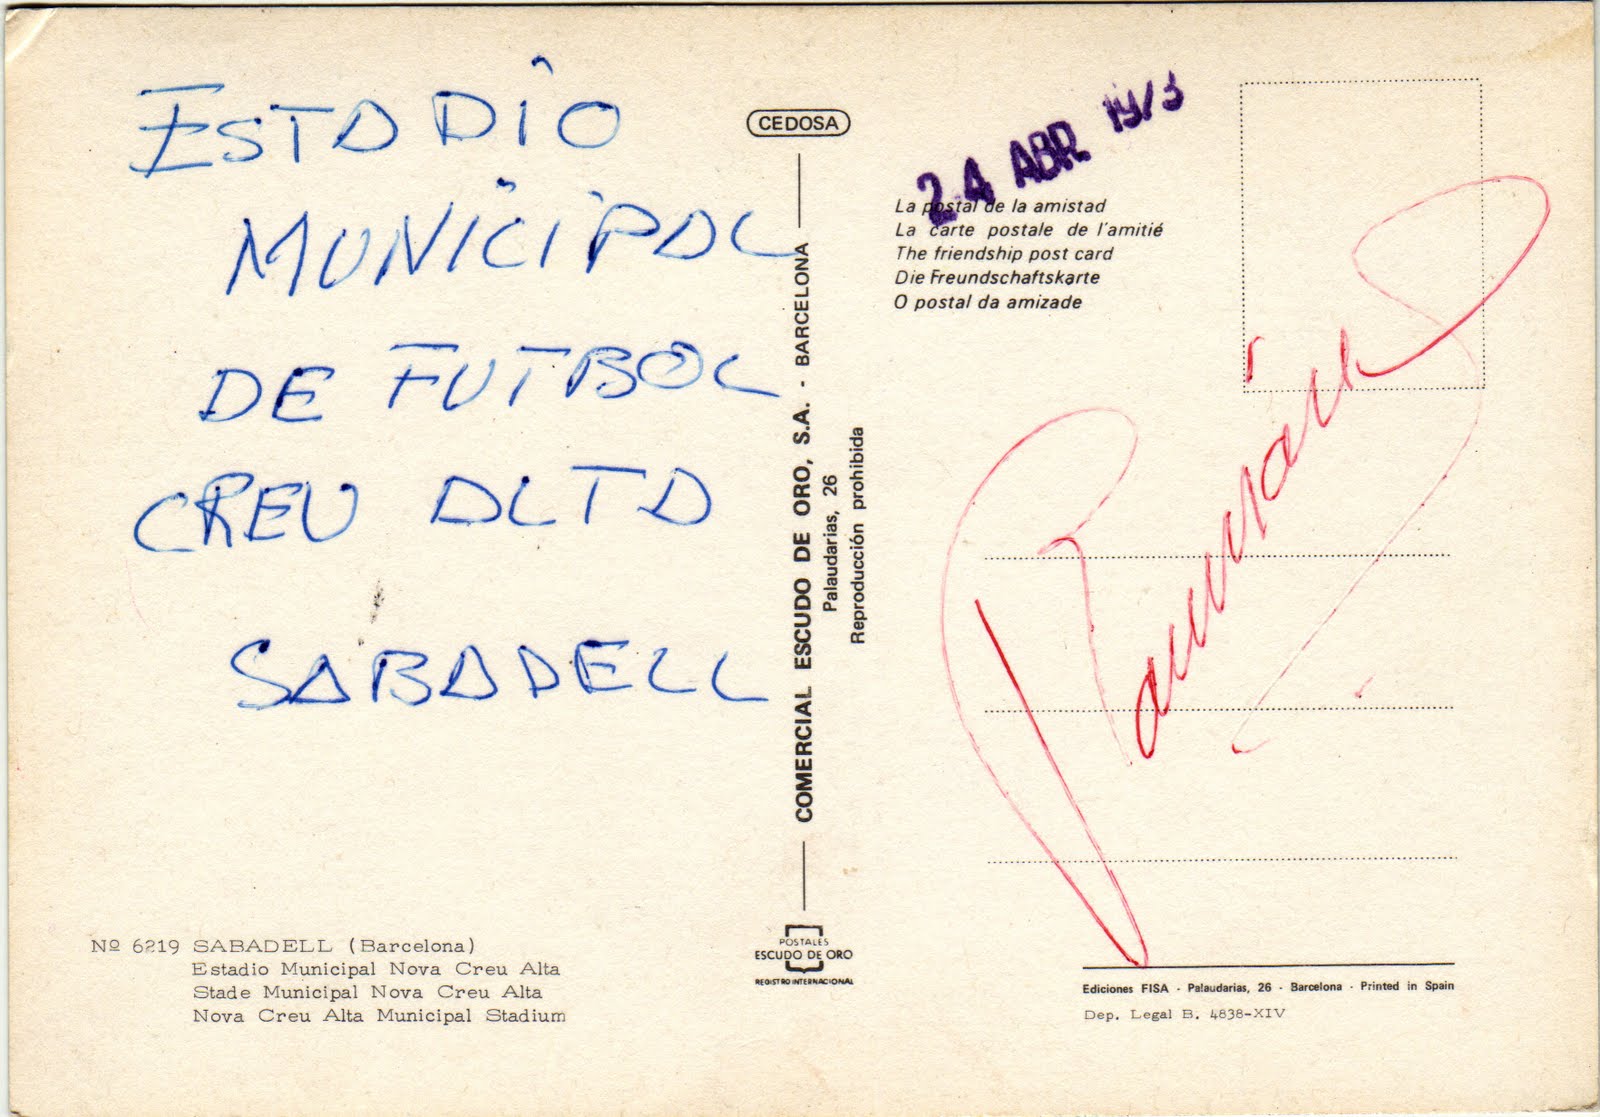 ESTADIO
MUNICIPAL
DE FUTBOL
CREU ALTA
SABADELL
Nº 6219 SABADELL (Barcelona)
Estadio Municipal Nova Creu Alta
Stade Municipal Nova Creu Alta
Nova Creu Alta Municipal Stadium
CEDOSA
COMERCIAL ESCUDO DE ORO, S.A. - BARCELONA
Palaudarias, 26
Reproducción prohibida
POSTALES
ESCUDO DE ORO
REGISTRO INTERNACIONAL
24 ABR
La postal de la amistad
La carte postale de l'amitié
The friendship post card
Die Freundschaftskarte
O postal da amizade
Ediciones FISA - Palaudarias, 26 - Barcelona - Printed in Spain
Dep. Legal B. 4838-XIV